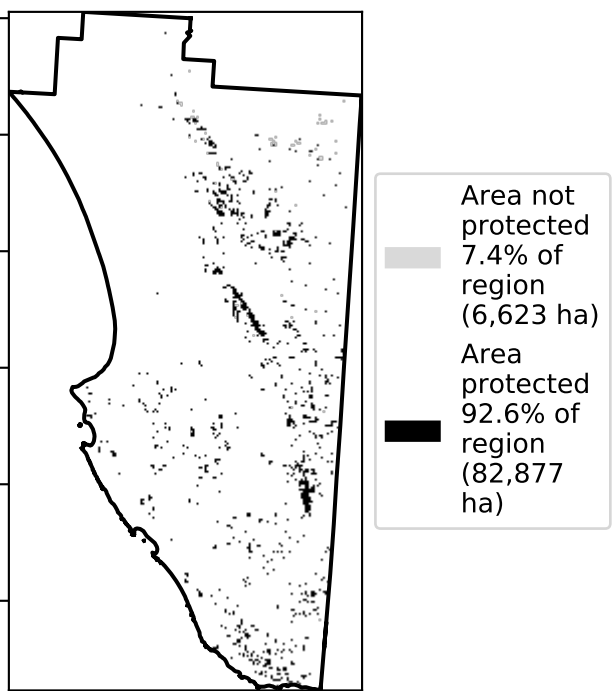 Area not
protected
7.4% of
region
(6,623 ha)
Area
protected
92.6% of
region
(82,877
ha)